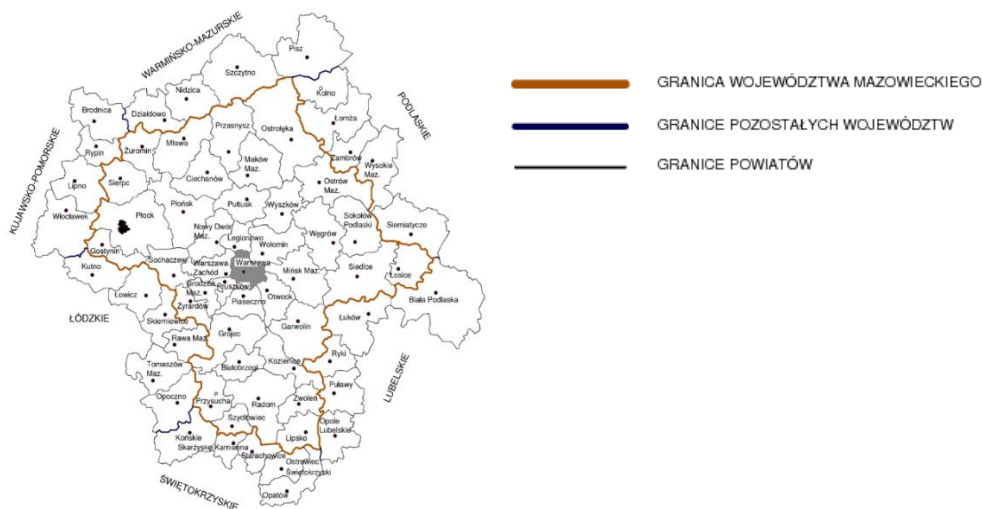 WARMIŃSKO-MAZURSKIE
PODLASKIE
KUJAWSKO-POMORSKIE
ŁÓDZKIE
LUBELSKIE
ŚWIĘTOKRZYSKIE
GRANICA WOJEWÓDZTWA MAZOWIECKIEGO
GRANICE POZOSTAŁYCH WOJEWÓDZTW
GRANICE POWIATÓW
Pisz
Szczytno
Nidzica
Kolno
Brodnica
Działdowo
Łomża
Przasnysz
Ostrołęka
Mława
Żuromin
Rypin
Zambrów
Wysokie
Maz.
Maków
Maz.
Ciechanów
Lipno
Sierpc
Ostrów
Maz.
Pułtusk
Wyszków
Płońsk
Włocławek
Płock
Sokołów
Podlaski
Siemiatycze
Nowy Dwór
Maz.
Legionowo
Wołomin
Węgrów
Gostynin
Sochaczew
Warszawa
Zachód
Warszawa
Kutno
Mińsk Maz.
Siedlce
Łosice
Grodzisk
Maz.
Pruszków
Łowicz
Żyrardów
Piaseczno
Otwock
Biała Podlaska
Skierniewice
Garwolin
Łuków
Rawa Maz.
Grójec
Kozienice
Ryki
Tomaszów
Maz.
Białobrzegi
Puławy
Opoczno
P
Przysucha
Radom
Zwoleń
Szydłowiec
Opole
Lubelskie
Lipsko
Końskie
Skarżysko
Kamienna
Starachowice
Ostrowiec
Świętokrzyski
Opatów